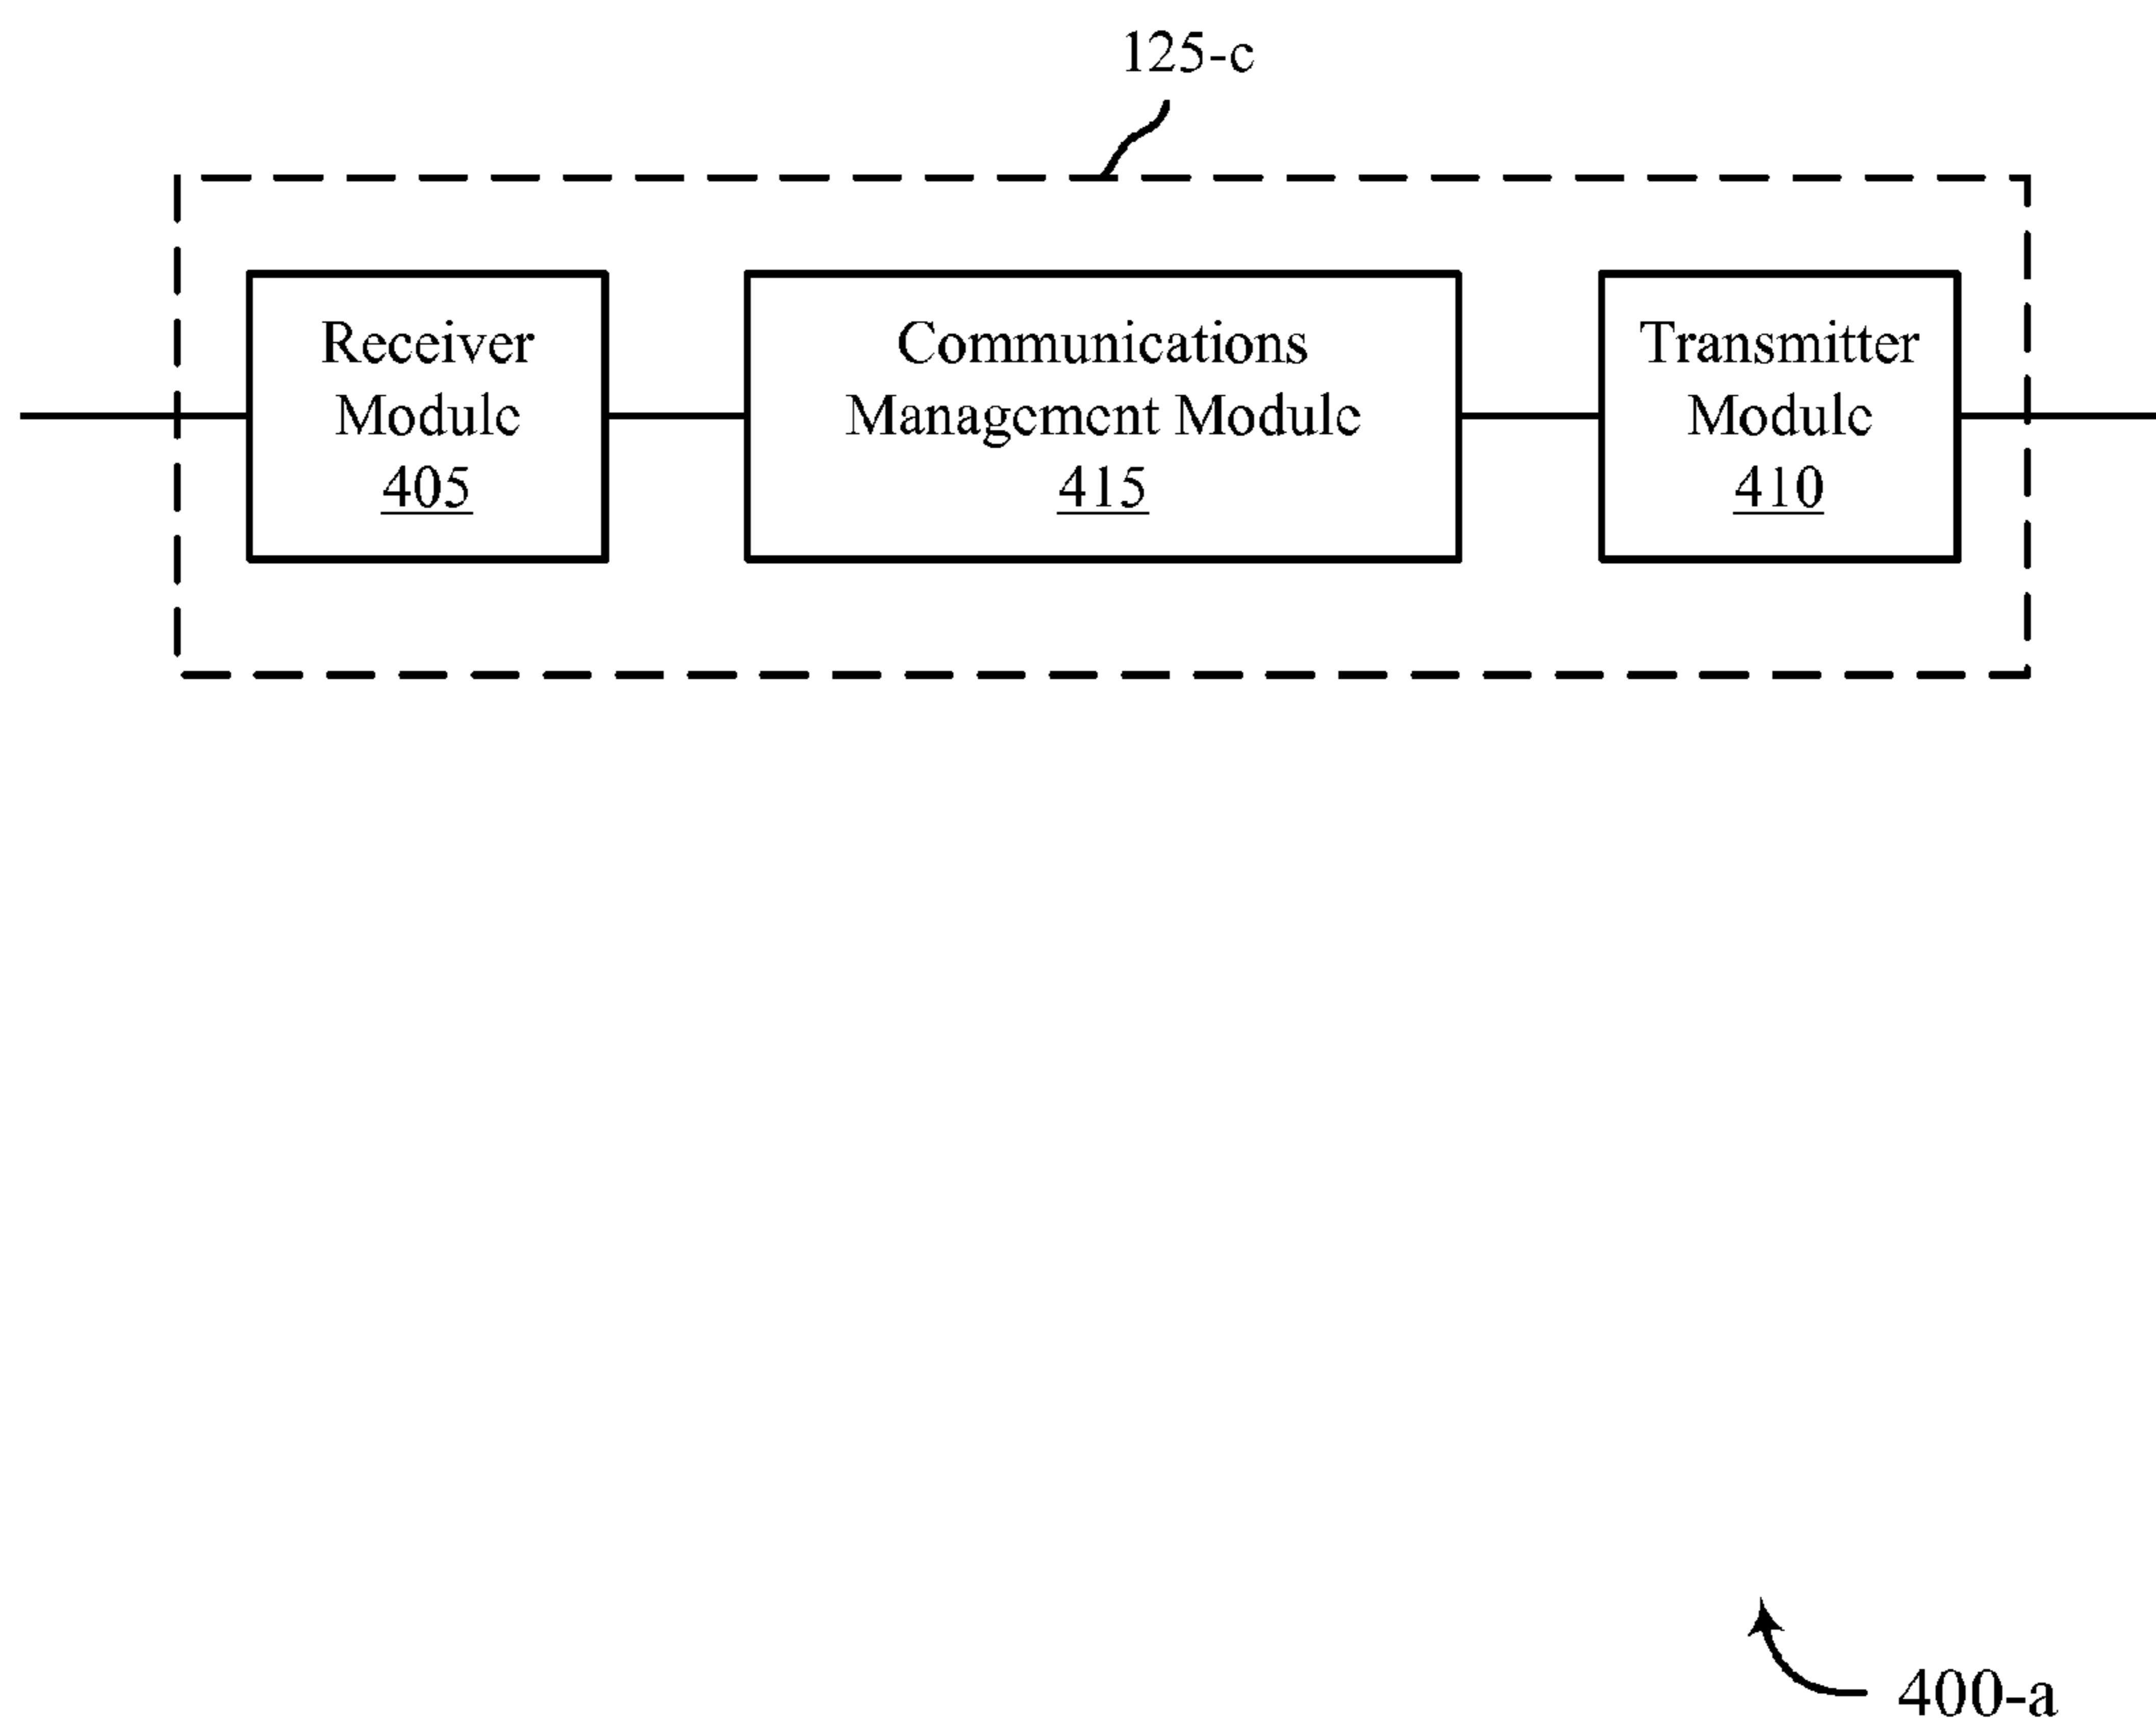 125-c
Receiver
Module
405
Communications
Management Module
415
Transmitter
Module
410
400-a